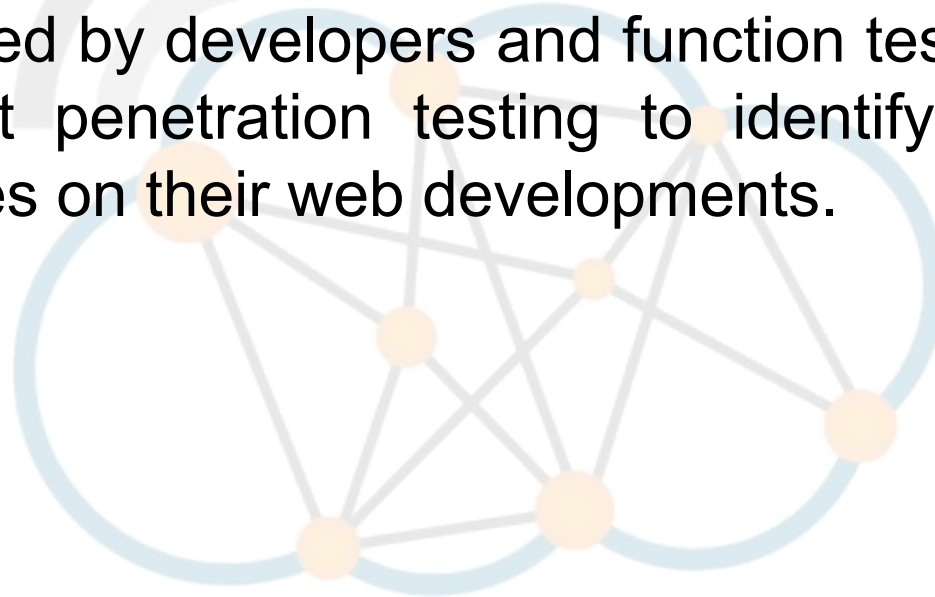 ed by developers and function tes
t penetration testing to identify
es on their web developments.